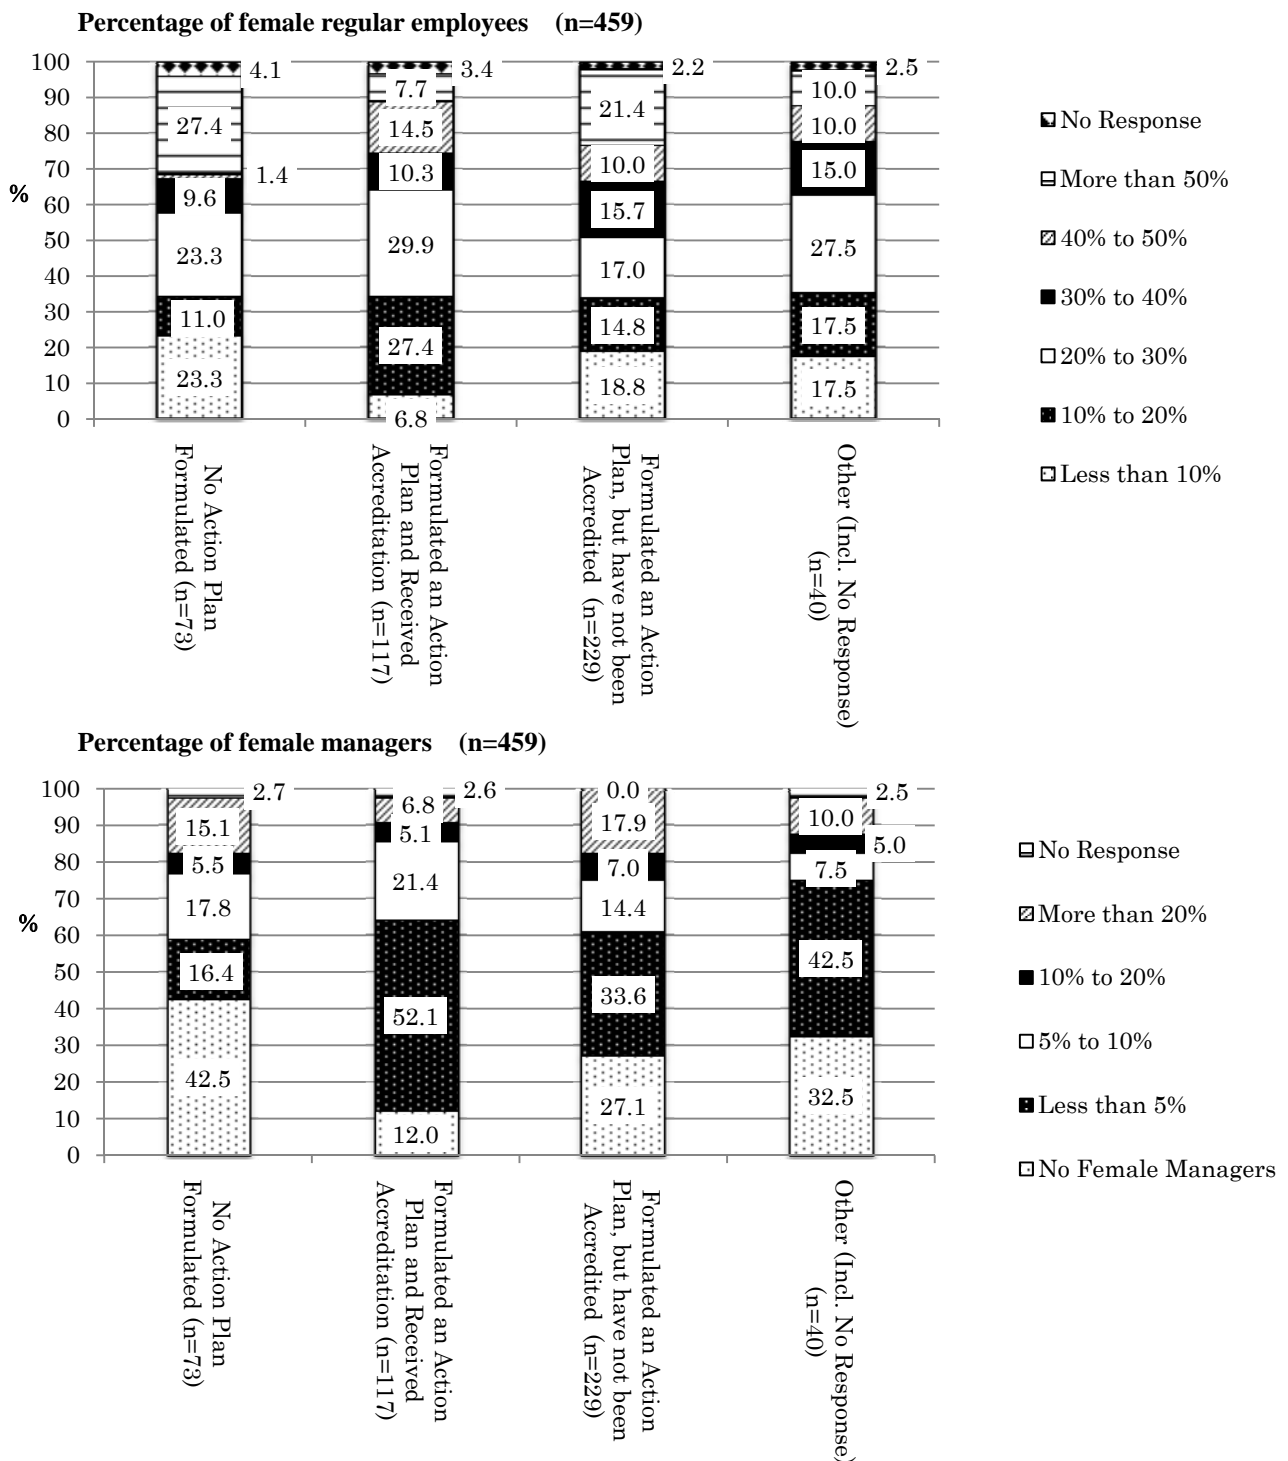 Percentage of female regular employees (n=459)
100
90
80
70
60
50
40
30
20
10
0
%
4.1
27.4
1.4
9.6
23.3
11.0
23.3
3.4
7.7
14.5
10.3
29.9
27.4
6.8
2.2
21.4
10.0
15.7
17.0
14.8
18.8
2.5
10.0
10.0
15.0
27.5
17.5
17.5
No Action Plan
Formulated (n=73)
Formulated an Action
Plan and Received
Accreditation (n=117)
Formulated an Action
Plan, but have not been
Accredited (n=229)
Other (Incl. No Response)
(n=40)
No Response
More than 50%
40% to 50%
30% to 40%
20% to 30%
10% to 20%
Less than 10%
Percentage of female managers (n=459)
100
90
80
70
60
50
40
30
20
10
0
%
2.7
15.1
5.5
17.8
16.4
42.5
2.6
6.8
5.1
21.4
52.1
12.0
0.0
17.9
7.0
14.4
33.6
27.1
2.5
10.0
5.0
7.5
42.5
32.5
No Action Plan
Formulated (n=73)
Formulated an Action
Plan and Received
Accreditation (n=117)
Formulated an Action
Plan, but have not been
Accredited (n=229)
Other (Incl. No Response)
(n=40)
No Response
More than 20%
10% to 20%
5% to 10%
Less than 5%
No Female Managers